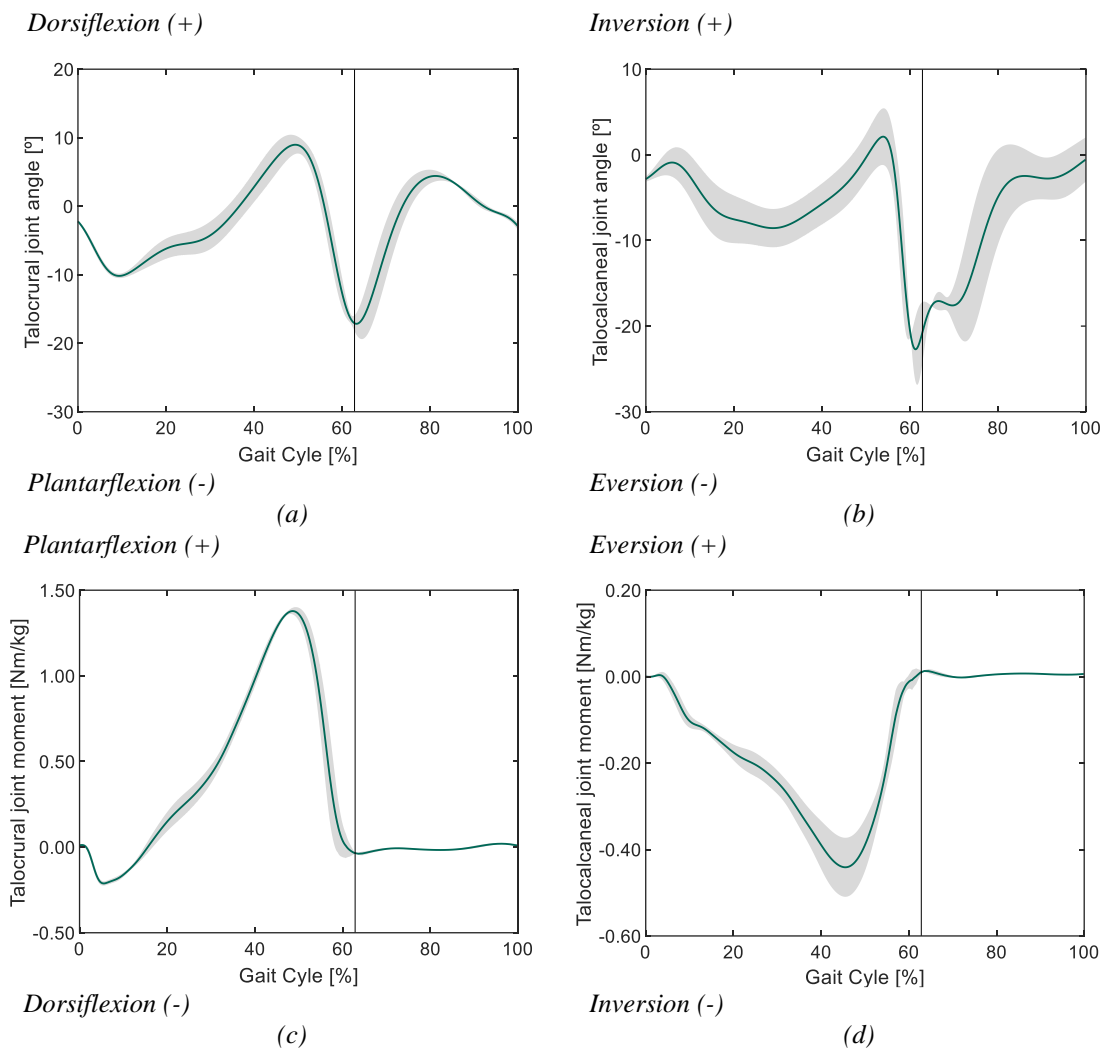 Dorsiflexion (+)
20
10
0
-10
-20
-30
Talocrural joint angle [º]
0 20 40 60 80 100
Gait Cyle [%]
Plantarflexion (-)
(a)
Inversion (+)
10
0
-10
-20
-30
Talocalcaneal joint angle [º]
0 20 40 60 80 100
Gait Cyle [%]
Eversion (-)
(b)
Plantarflexion (+)
1.50
1.00
0.50
0.00
-0.50
Talocrural joint moment [Nm/kg]
0 20 40 60 80 100
Gait Cyle [%]
Dorsiflexion (-)
(c)
Eversion (+)
0.20
0.00
-0.20
-0.40
-0.60
Talocalcaneal joint moment [Nm/kg]
0 20 40 60 80 100
Gait Cyle [%]
Inversion (-)
(d)